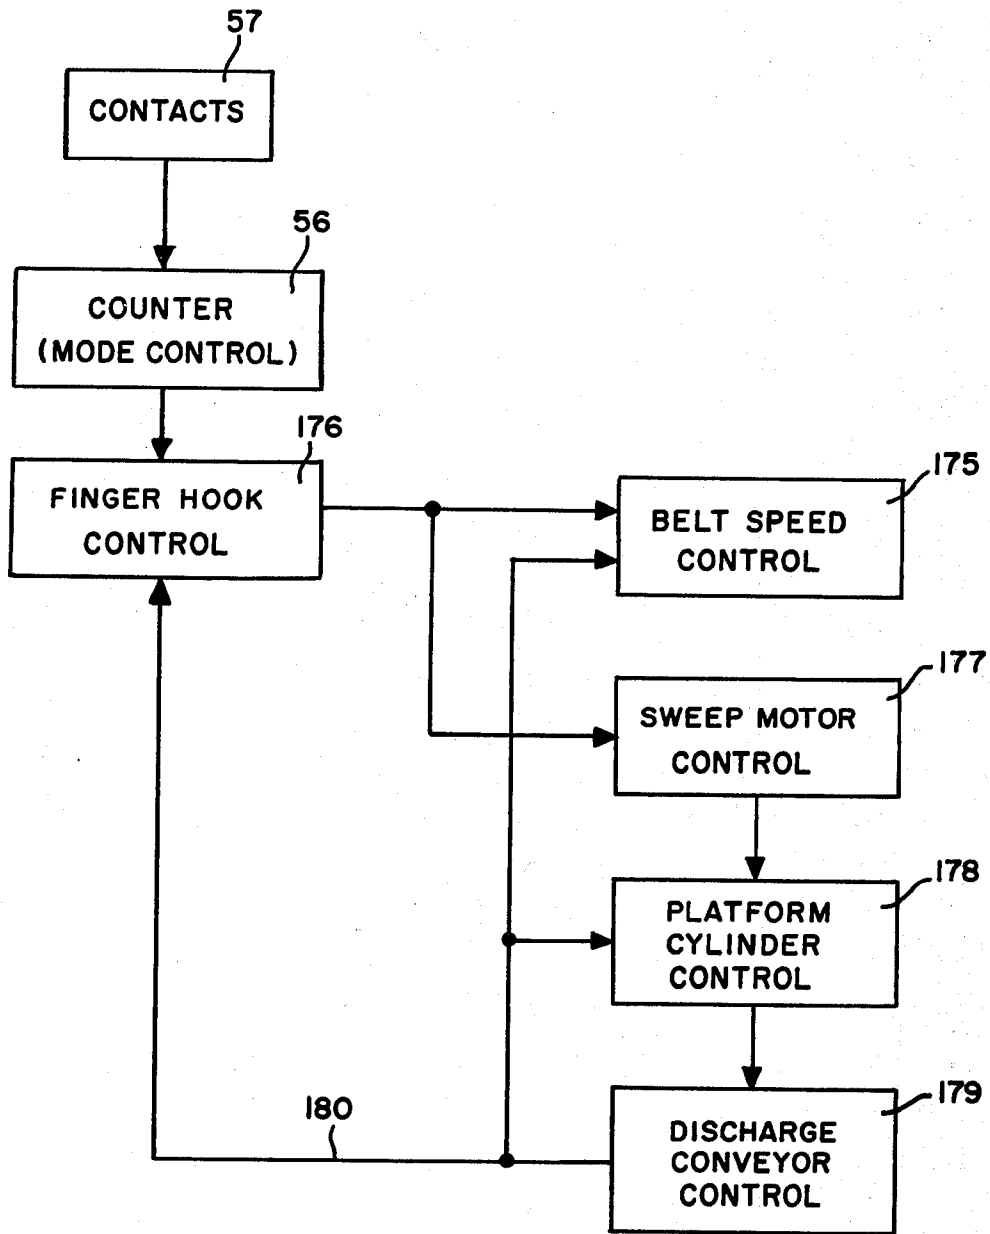 57
CONTACTS
56
COUNTER
(MODE CONTROL)
176
FINGER HOOK
CONTROL
175
BELT SPEED
CONTROL
177
SWEEP MOTOR
CONTROL
178
PLATFORM
CYLINDER
CONTROL
179
DISCHARGE
CONVEYOR
CONTROL
180